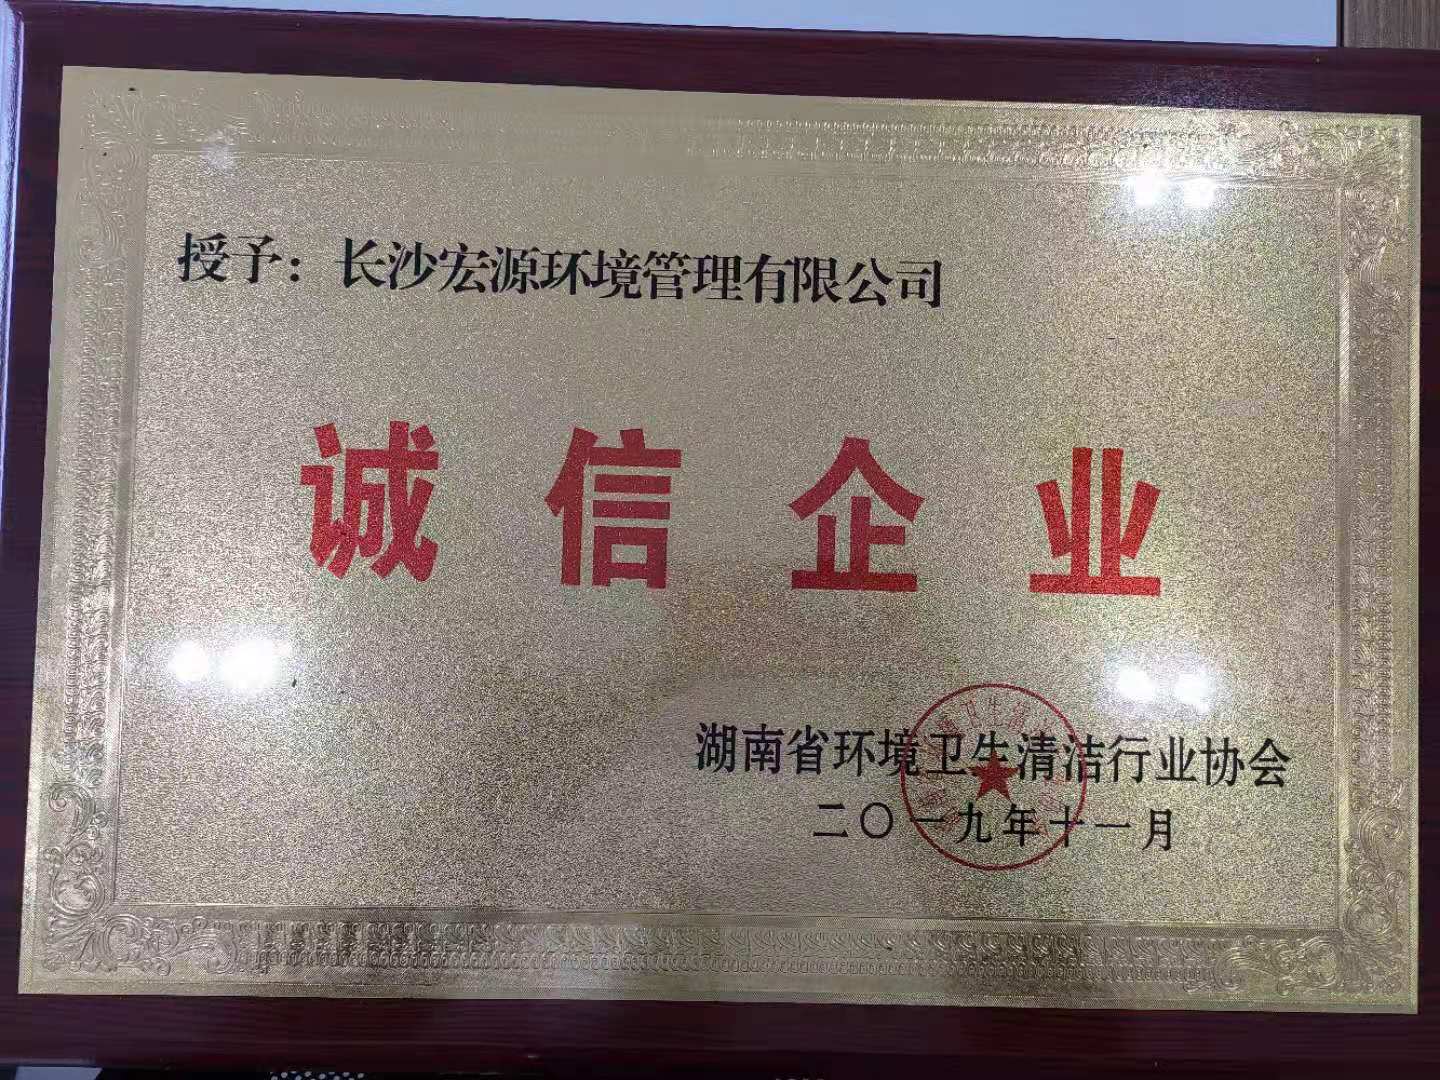 授予：长沙宏源环境管理有限公司
诚信企业
湖南省环境卫生清洁行业协会
二〇一九年十一月